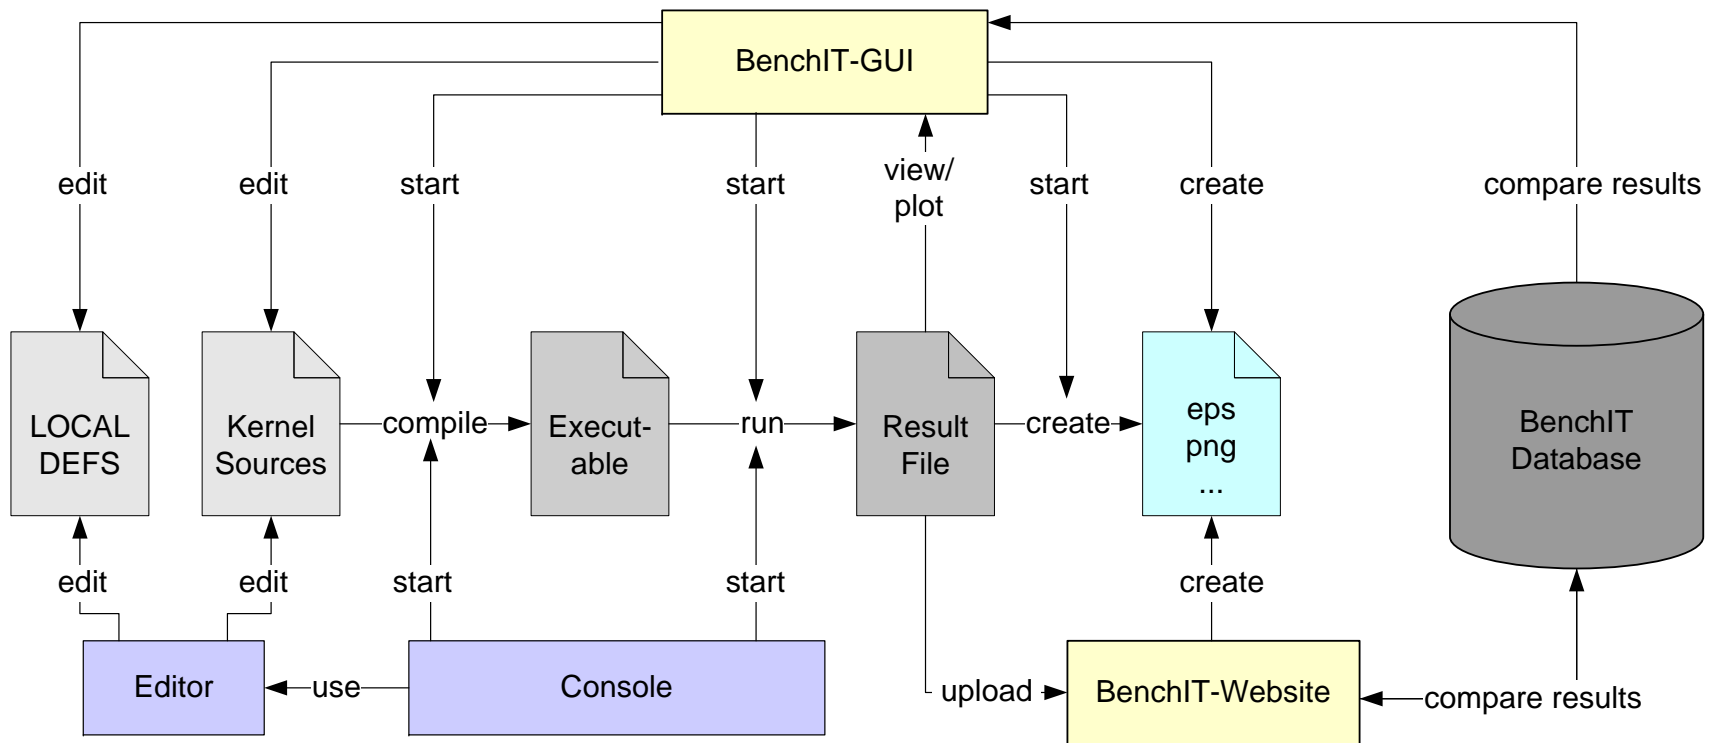 BenchIT-GUI
edit
edit
start
start
view/
plot
start
create
compare results
LOCAL
DEFS
Kernel
Sources
compile
Execut-
able
run
Result
File
create
eps
png
...
BenchIT
Database
edit
edit
start
start
create
Editor
use
Console
upload
BenchIT-Website
compare results